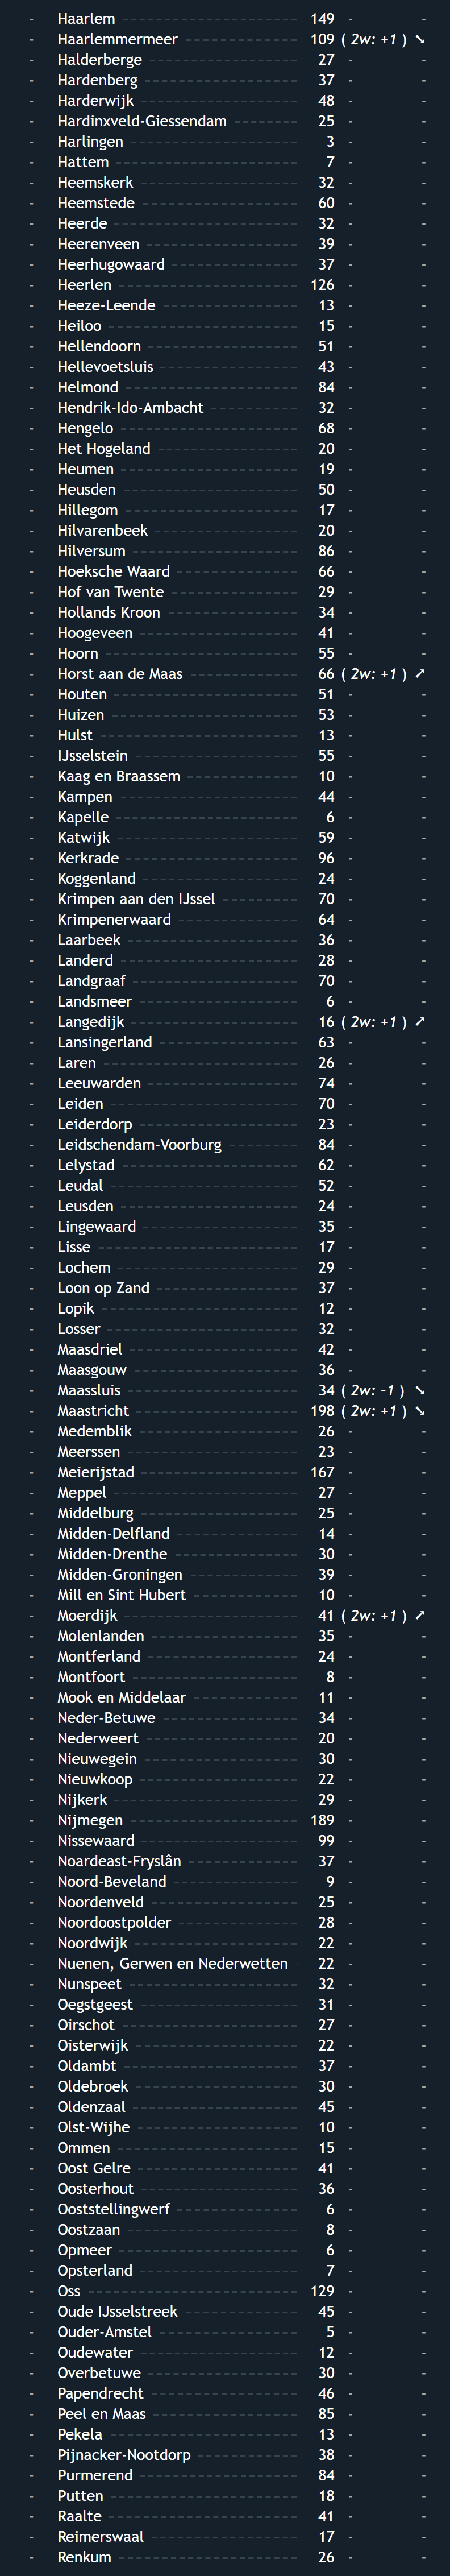 - Haarlem 149 - -
- Haarlemmermeer 109 ( 2w: +1 ) ➘
- Halderberge 27 - -
- Hardenberg 37 - -
- Harderwijk 48 - -
- Hardinxveld-Giessendam 25 - -
- Harlingen 3 - -
- Hattem 7 - -
- Heemskerk 32 - -
- Heemstede 60 - -
- Heerde 32 - -
- Heerenveen 39 - -
- Heerhugowaard 37 - -
- Heerlen 126 - -
- Heeze-Leende 13 - -
- Heiloo 15 - -
- Hellendoorn 51 - -
- Hellevoetsluis 43 - -
- Helmond 84 - -
- Hendrik-Ido-Ambacht 32 - -
- Hengelo 68 - -
- Het Hogeland 20 - -
- Heumen 19 - -
- Heusden 50 - -
- Hillegom 17 - -
- Hilvarenbeek 20 - -
- Hilversum 86 - -
- Hoeksche Waard 66 - -
- Hof van Twente 29 - -
- Hollands Kroon 34 - -
- Hoogeveen 41 - -
- Hoorn 55 - -
- Horst aan de Maas 66 ( 2w: +1 ) ➚
- Houten 51 - -
- Huizen 53 - -
- Hulst 13 - -
- IJsselstein 55 - -
- Kaag en Braassem 10 - -
- Kampen 44 - -
- Kapelle 6 - -
- Katwijk 59 - -
- Kerkrade 96 - -
- Koggenland 24 - -
- Krimpen aan den IJssel 70 - -
- Krimpenerwaard 64 - -
- Laarbeek 36 - -
- Landerd 28 - -
- Landgraaf 70 - -
- Landsmeer 6 - -
- Langedijk 16 ( 2w: +1 ) ➚
- Lansingerland 63 - -
- Laren 26 - -
- Leeuwarden 74 - -
- Leiden 70 - -
- Leiderdorp 23 - -
- Leidschendam-Voorburg 84 - -
- Lelystad 62 - -
- Leudal 52 - -
- Leusden 24 - -
- Lingewaard 35 - -
- Lisse 17 - -
- Lochem 29 - -
- Loon op Zand 37 - -
- Lopik 12 - -
- Losser 32 - -
- Maasdriel 42 - -
- Maasgouw 36 - -
- Maassluis 34 ( 2w: -1 ) ➘
- Maastricht 198 ( 2w: +1 ) ➘
- Medemblik 26 - -
- Meerssen 23 - -
- Meierijstad 167 - -
- Meppel 27 - -
- Middelburg 25 - -
- Midden-Delfland 14 - -
- Midden-Drenthe 30 - -
- Midden-Groningen 39 - -
- Mill en Sint Hubert 10 - -
- Moerdijk 41 ( 2w: +1 ) ➚
- Molenlanden 35 - -
- Montferland 24 - -
- Montfoort 8 - -
- Mook en Middelaar 11 - -
- Neder-Betuwe 34 - -
- Nederweert 20 - -
- Nieuwegein 30 - -
- Nieuwkoop 22 - -
- Nijkerk 29 - -
- Nijmegen 189 - -
- Nissewaard 99 - -
- Noardeast-Fryslân 37 - -
- Noord-Beveland 9 - -
- Noordenveld 25 - -
- Noordoostpolder 28 - -
- Noordwijk 22 - -
- Nuenen, Gerwen en Nederwetten 22 - -
- Nunspeet 32 - -
- Oegstgeest 31 - -
- Oirschot 27 - -
- Oisterwijk 22 - -
- Oldambt 37 - -
- Oldebroek 30 - -
- Oldenzaal 45 - -
- Olst-Wijhe 10 - -
- Ommen 15 - -
- Oost Gelre 41 - -
- Oosterhout 36 - -
- Ooststellingwerf 6 - -
- Oostzaan 8 - -
- Opmeer 6 - -
- Opsterland 7 - -
- Oss 129 - -
- Oude IJsselstreek 45 - -
- Ouder-Amstel 5 - -
- Oudewater 12 - -
- Overbetuwe 30 - -
- Papendrecht 46 - -
- Peel en Maas 85 - -
- Pekela 13 - -
- Pijnacker-Nootdorp 38 - -
- Purmerend 84 - -
- Putten 18 - -
- Raalte 41 - -
- Reimerswaal 17 - -
- Renkum 26 - -